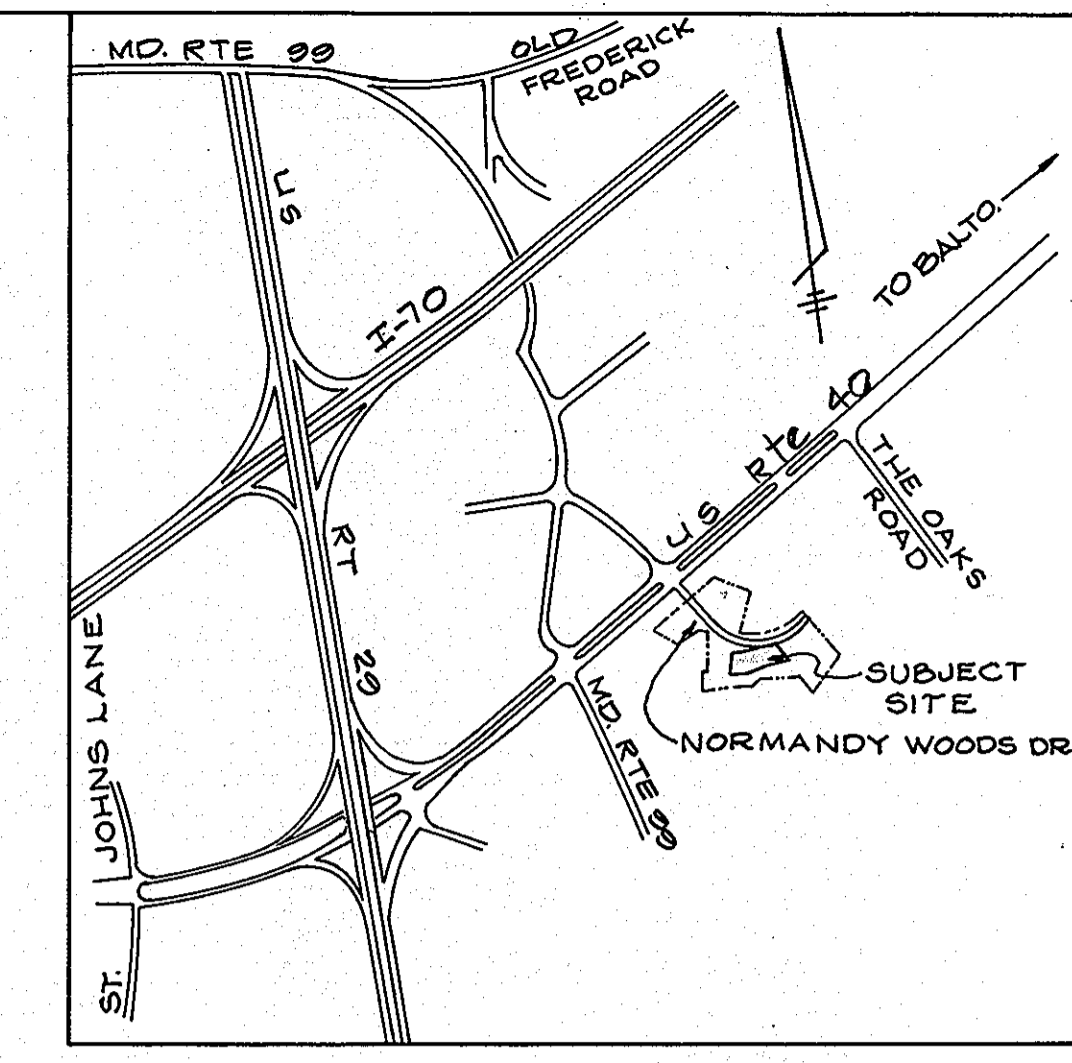 MD. RTE 99
OLD
FREDERICK
ROAD
US
I-70
TO BALTO.
US Rte 40
THE OAKS
ROAD
RT
29
JOHNS LANE
SUBJECT
SITE
NORMANDY WOODS DR
MD. RTE 99
ST.